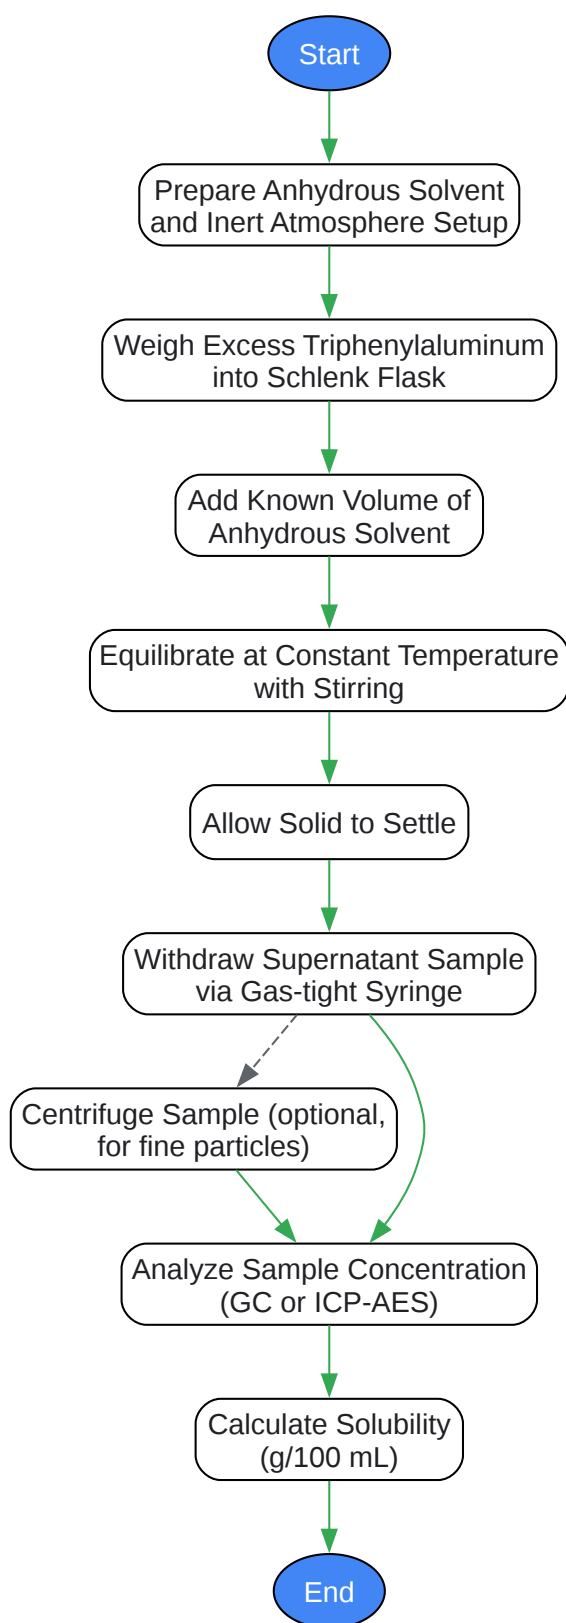 Start
Prepare Anhydrous Solvent
and Inert Atmosphere Setup
Weigh Excess Triphenylaluminum
into Schlenk Flask
Add Known Volume of
Anhydrous Solvent
Equilibrate at Constant Temperature
with Stirring
Allow Solid to Settle
Withdraw Supernatant Sample
via Gas-tight Syringe
Centrifuge Sample (optional,
for fine particles)
Analyze Sample Concentration
(GC or ICP-AES)
Calculate Solubility
(g/100 mL)
End